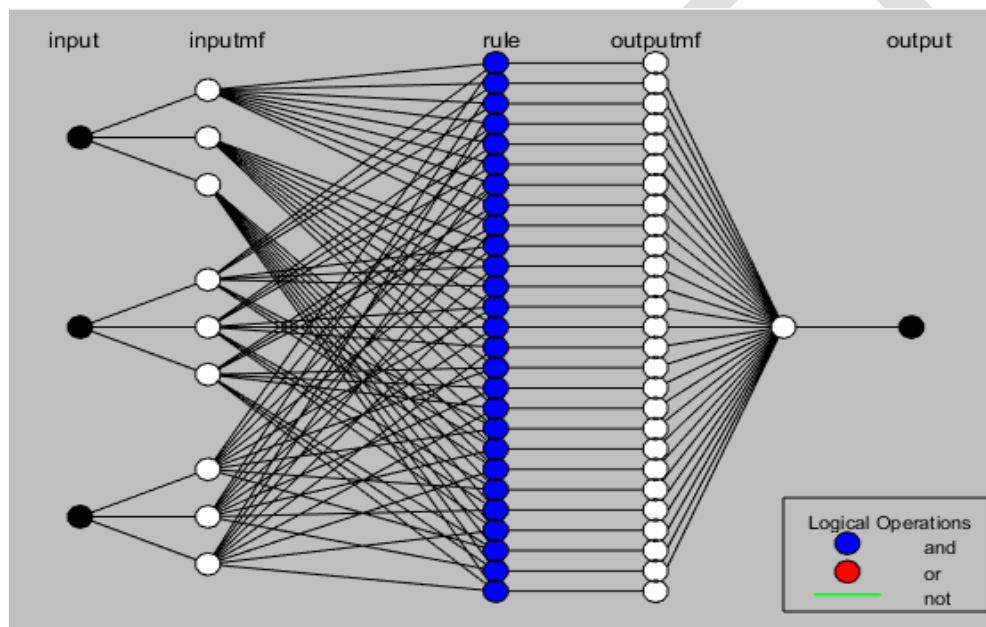 input inputmf rule outputmf output
Logical Operations
and
or
not